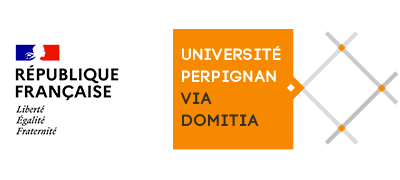 RÉPUBLIQUE
FRANÇAISE
Liberté
Égalité
Fraternité
UNIVERSITÉ
PERPIGNAN
VIA
DOMITIA